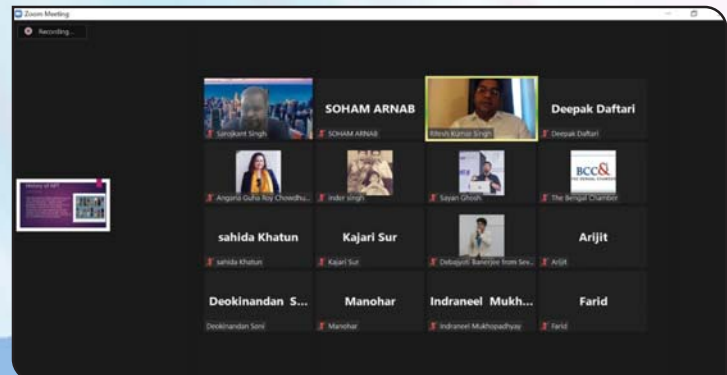 Zoom Meeting
Recording...
History of NFT
Sarojkant Singh
SOHAM ARNAB
SOHAM ARNAB
Ritesh Kumar Singh
Deepak Daftari
Deepak Daftari
Angana Guha Roy Chowdhu...
inder singh
Sayan Ghosh
BCC&I
THE BENGAL CHAMBER
The Bengal Chamber
sahida Khatun
sahida Khatun
Kajari Sur
Kajari Sur
Debajyoti Banerjee from Sev...
Arijit
Arijit
Deokinandan S...
Deokinandan Soni
Manohar
Manohar
Indraneel Mukh...
Indraneel Mukhopadhyay
Farid
Farid